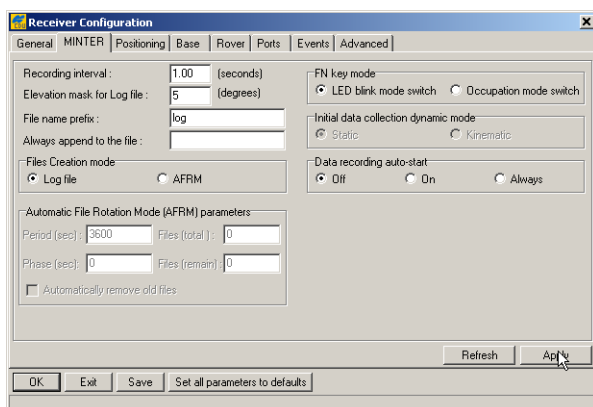 Receiver Configuration
General MINTER Positioning Base Rover Ports Events Advanced
Recording interval : 1.00 (seconds)
Elevation mask for Log file : 5 (degrees)
File name prefix : log
Always append to the file :
Files Creation mode
Log file AFRM
Automatic File Rotation Mode (AFRM) parameters
Period (sec) : 3600 Files (total ) : 0
Phase (sec): 0 Files (remain) : 0
Automatically remove old files
FN key mode
LED blink mode switch Occupation mode switch
Initial data collection dynamic mode
Static Kinematic
Data recording auto-start
Off On Always
Refresh Apply
OK Exit Save Set all parameters to defaults